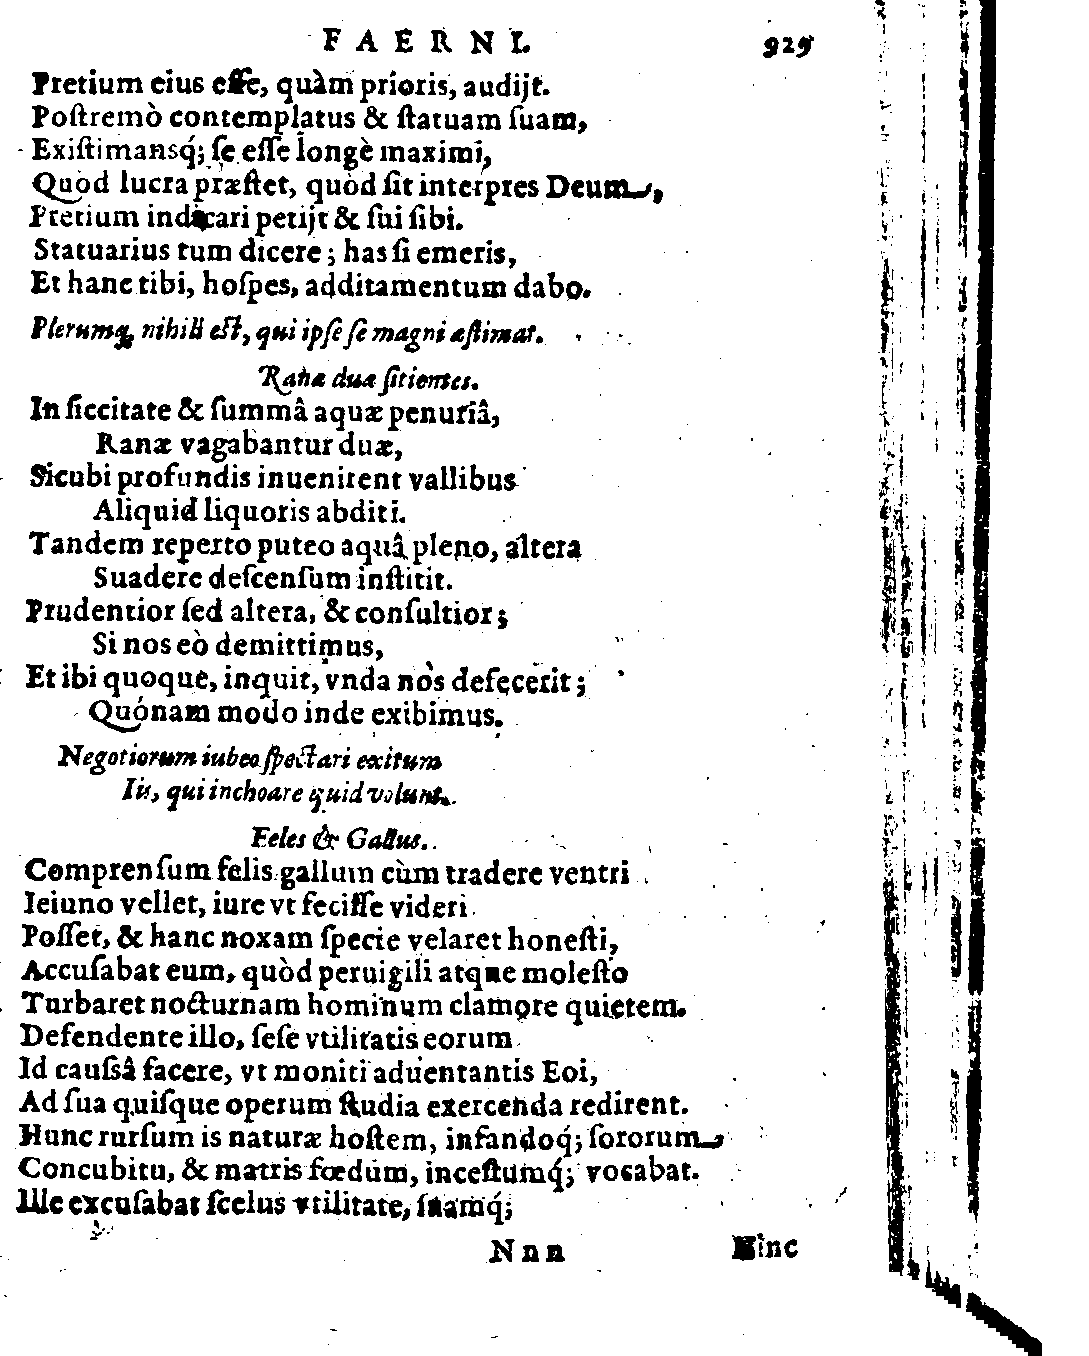 FAERNI. 929
Pretium eius eſſe, quàm prioris, audijt.
Poſtremò contemplatus & ſtatuam ſuam,
Exiſtimansq́; ſe eſſe longè maximi,
Quòd lucra præſtet, quòd ſit interpres Deum,
Pretium indicari petijt & ſui ſibi.
Statuarius tum dicere; has ſi emeris,
Et hanc tibi, hoſpes, additamentum dabo.
Plerumq; nihili eſt, qui ipſe ſe magni æſtimat.
Ranæ duæ ſitientes.
In ſiccitate & ſummâ aquæ penuriâ,
Ranæ vagabantur duæ,
Sicubi profundis inuenirent vallibus
Aliquid liquoris abditi.
Tandem reperto puteo aquâ pleno, altera
Suadere deſcenſum inſtitit.
Prudentior ſed altera, & conſultior;
Si nos eò demittimus,
Et ibi quoque, inquit, vnda nos defecerit;
Quónam modo inde exibimus.
Negotiorum iubeo ſpectari exitum
Iis, qui inchoare quid volunt.
Feles & Gallus.
Comprenſum felis gallum cùm tradere ventri
Ieiuno vellet, iure vt feciſſe videri
Poſſet, & hanc noxam ſpecie velaret honeſti,
Accuſabat eum, quòd peruigili atque moleſto
Turbaret nocturnam hominum clamore quietem.
Defendente illo, ſeſe vtilitatis eorum
Id cauſsâ facere, vt moniti aduentantis Eoi,
Ad ſua quiſque operum ſtudia exercenda redirent.
Hunc rurſum is naturæ hoſtem, infandoq́; ſororum
Concubitu, & matris fœdum, inceſtumq́; vocabat.
Ille excuſabat ſcelus vtilitate, ſuamq́;
Nnn Hinc